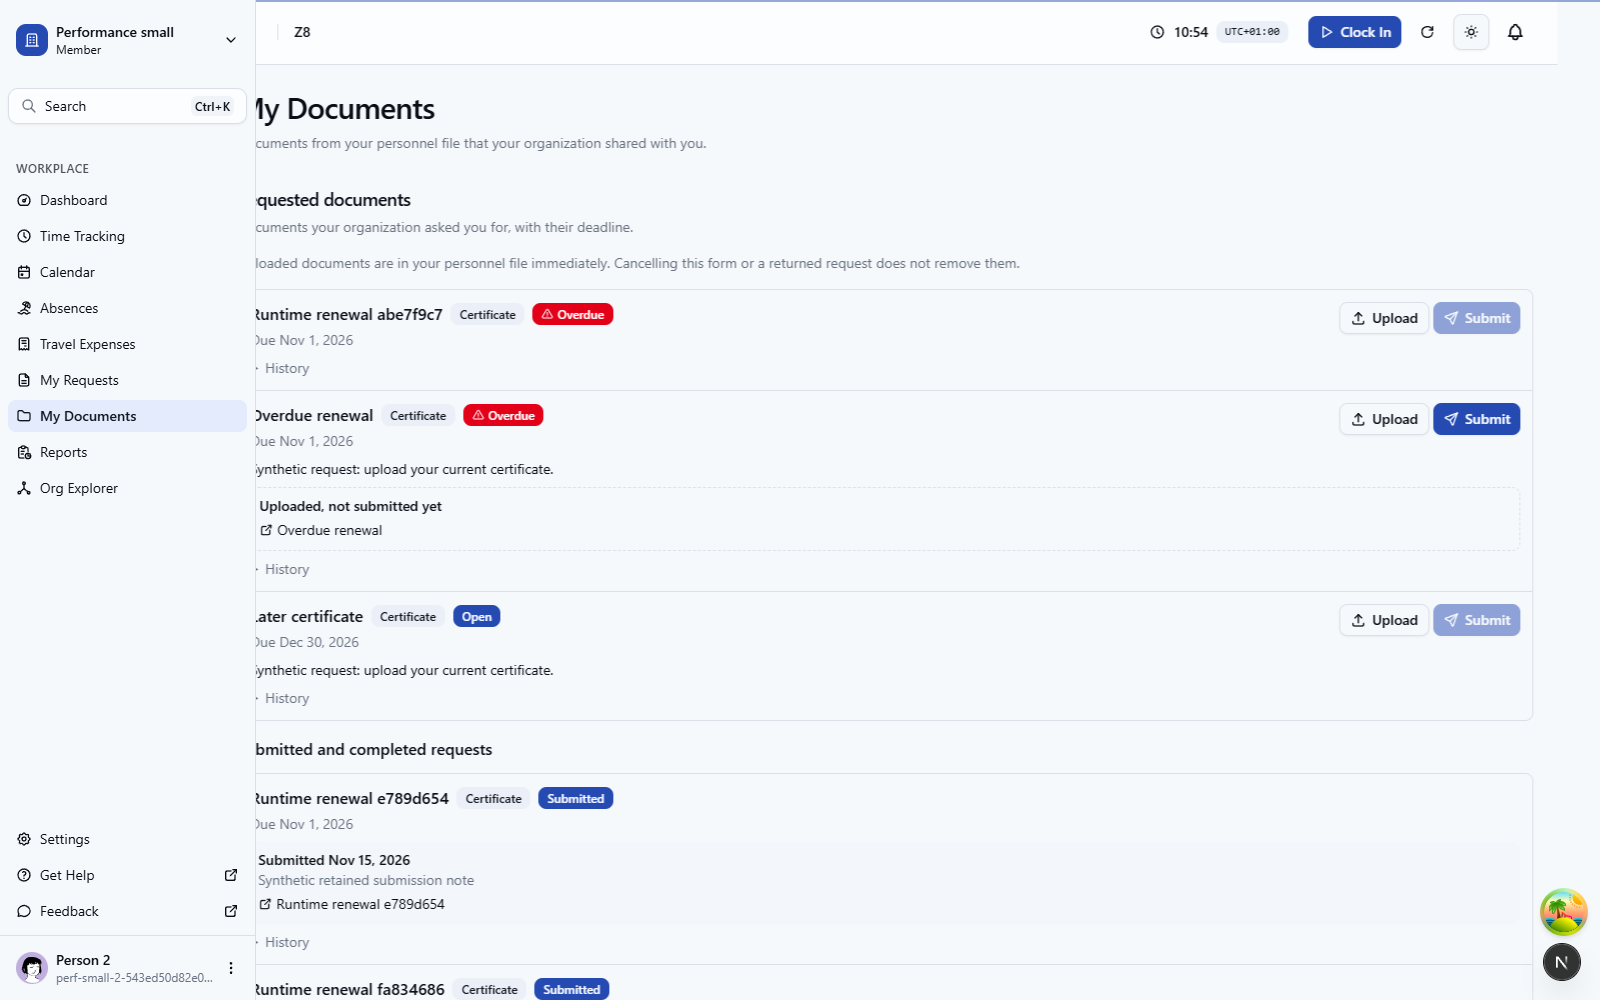 Performance small
Member
Search
Ctrl+K
WORKPLACE
Dashboard
Time Tracking
Calendar
Absences
Travel Expenses
My Requests
My Documents
Reports
Org Explorer
Settings
Get Help
Feedback
Person 2
perf-small-2-543ed50d82e0...
Z8
10:54
UTC+01:00
Clock In
My Documents
cuments from your personnel file that your organization shared with you.
equested documents
cuments your organization asked you for, with their deadline.
loaded documents are in your personnel file immediately. Cancelling this form or a returned request does not remove them.
Runtime renewal abe7f9c7 Certificate Overdue
Upload Submit
Due Nov 1, 2026
History
Overdue renewal Certificate Overdue
Upload Submit
Due Nov 1, 2026
Synthetic request: upload your current certificate.
Uploaded, not submitted yet
Overdue renewal
History
Later certificate Certificate Open
Upload Submit
Due Dec 30, 2026
Synthetic request: upload your current certificate.
History
bmitted and completed requests
Runtime renewal e789d654 Certificate Submitted
Due Nov 1, 2026
Submitted Nov 15, 2026
Synthetic retained submission note
Runtime renewal e789d654
History
Runtime renewal fa834686 Certificate Submitted
N